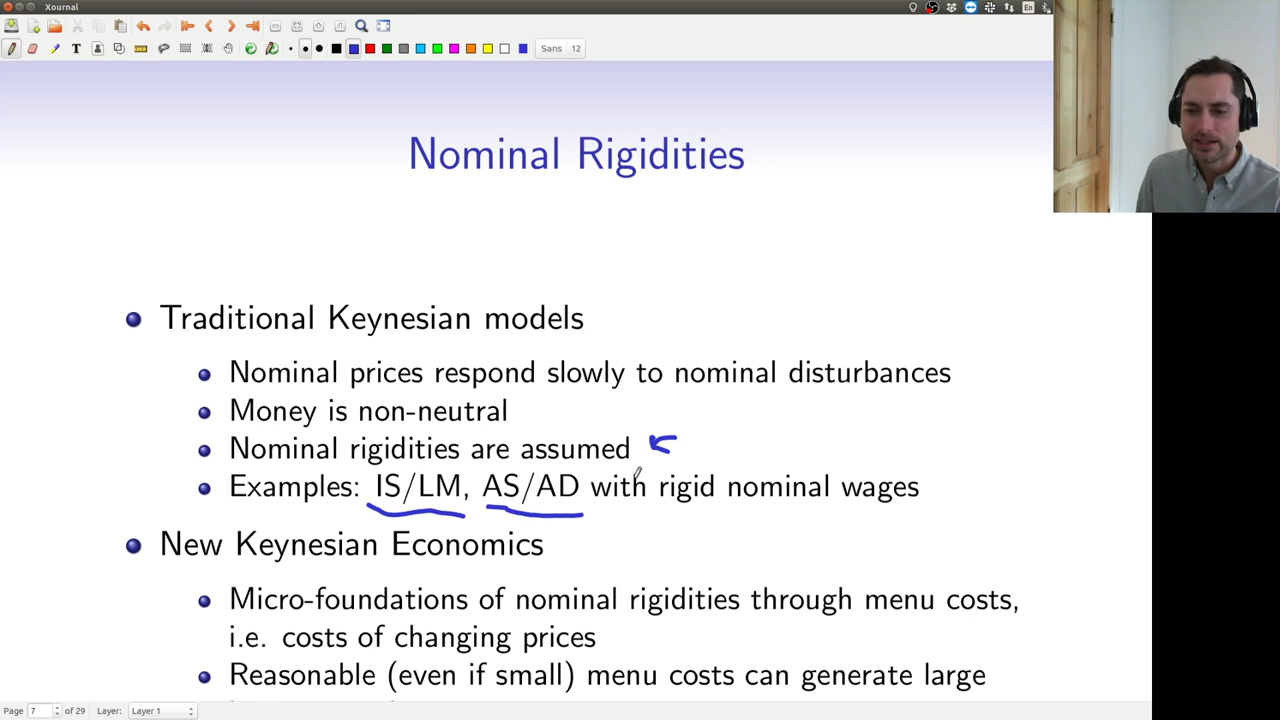 Xournal
En
Sans 12
Nominal Rigidities
Traditional Keynesian models
Nominal prices respond slowly to nominal disturbances
Money is non-neutral
Nominal rigidities are assumed
Examples: IS/LM, AS/AD with rigid nominal wages
New Keynesian Economics
Micro-foundations of nominal rigidities through menu costs,
i.e. costs of changing prices
Reasonable (even if small) menu costs can generate large
Page 7 of 29 Layer: Layer 1